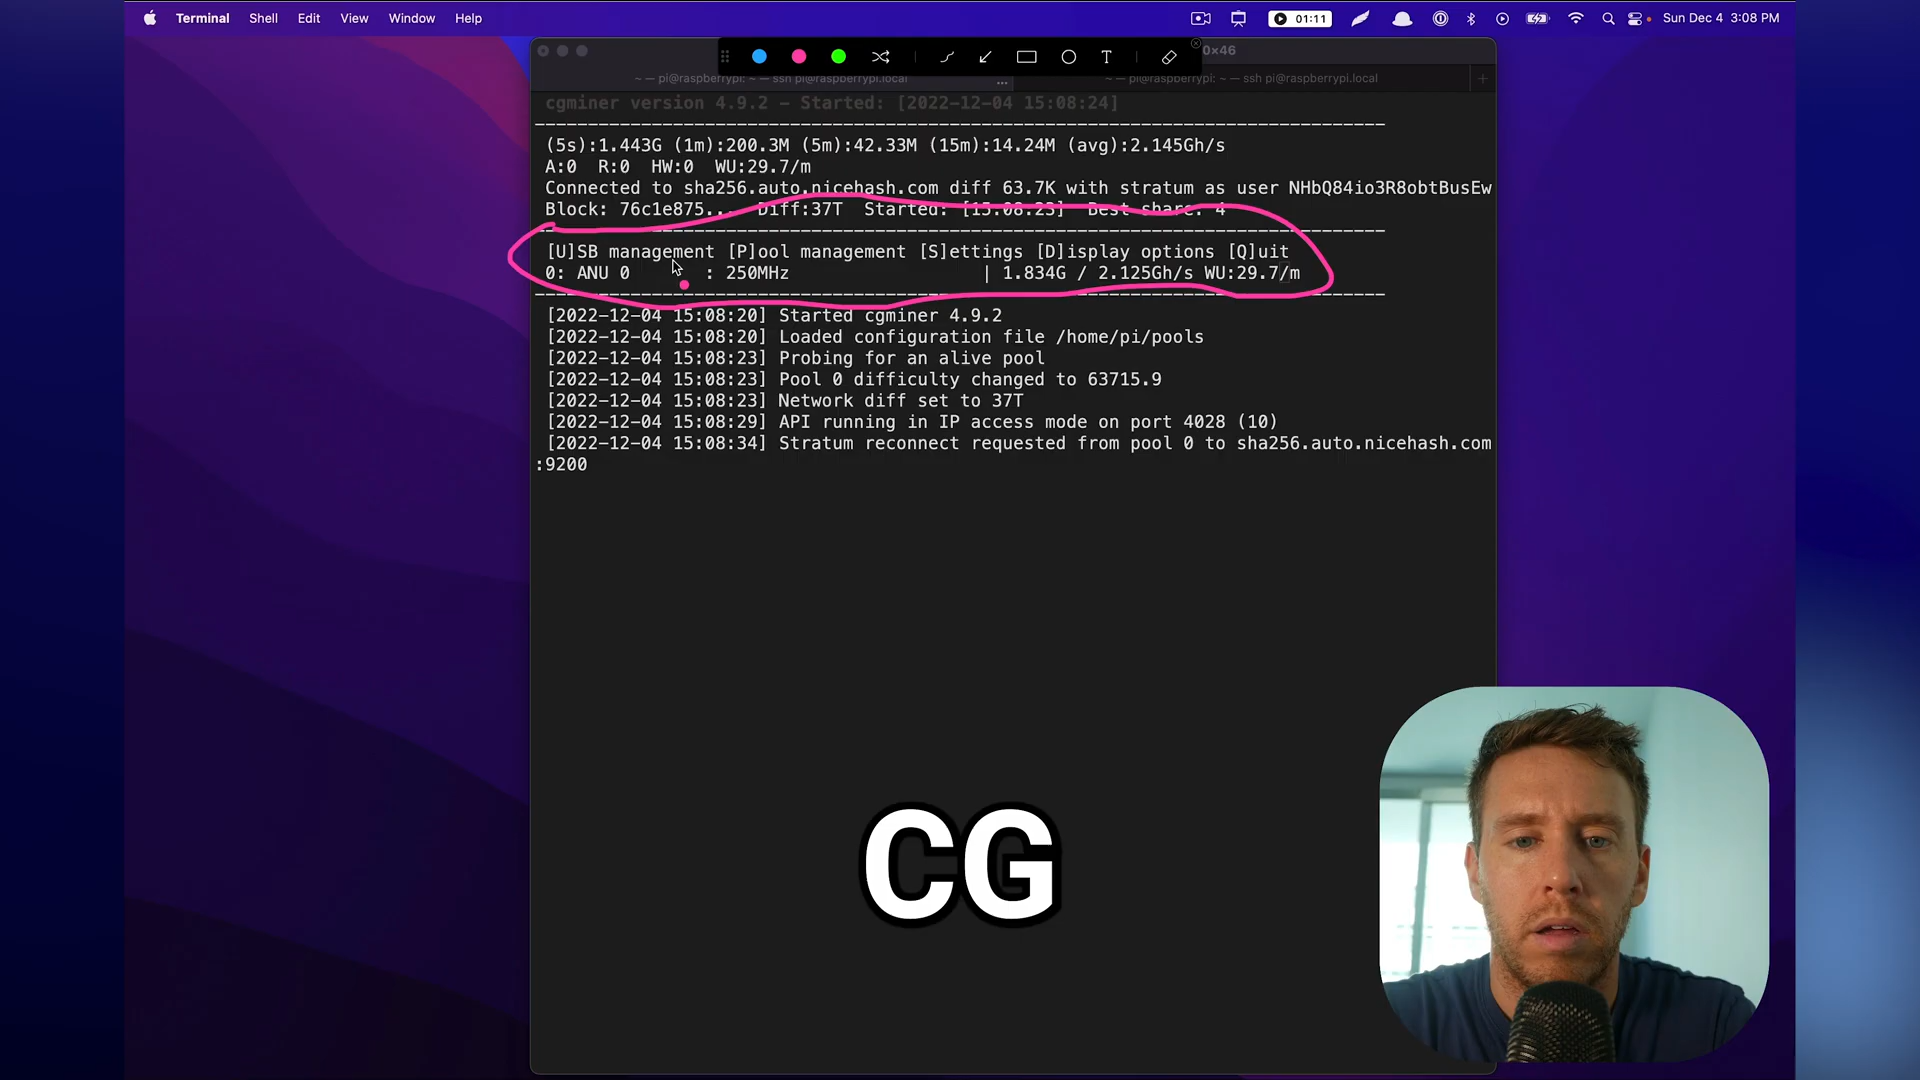 Terminal Shell Edit View Window Help 01:11 Sun Dec 4 3:08 PM
T 0×46
~ — pi@raspberrypi: ~ — ssh pi@raspberrypi.local ... ~ — pi@raspberrypi: ~ — ssh pi@raspberrypi.local +
cgminer version 4.9.2 - Started: [2022-12-04 15:08:24]
(5s):1.443G (1m):200.3M (5m):42.33M (15m):14.24M (avg):2.145Gh/s
A:0 R:0 HW:0 WU:29.7/m
Connected to sha256.auto.nicehash.com diff 63.7K with stratum as user NHbQ84io3R8obtBusEw
Block: 76c1e875... Diff:37T Started: [15:08:23] Best share: 4
[U]SB management [P]ool management [S]ettings [D]isplay options [Q]uit
0: ANU 0 : 250MHz | 1.834G / 2.125Gh/s WU:29.7/m
[2022-12-04 15:08:20] Started cgminer 4.9.2
[2022-12-04 15:08:20] Loaded configuration file /home/pi/pools
[2022-12-04 15:08:23] Probing for an alive pool
[2022-12-04 15:08:23] Pool 0 difficulty changed to 63715.9
[2022-12-04 15:08:23] Network diff set to 37T
[2022-12-04 15:08:29] API running in IP access mode on port 4028 (10)
[2022-12-04 15:08:34] Stratum reconnect requested from pool 0 to sha256.auto.nicehash.com
:9200
CG